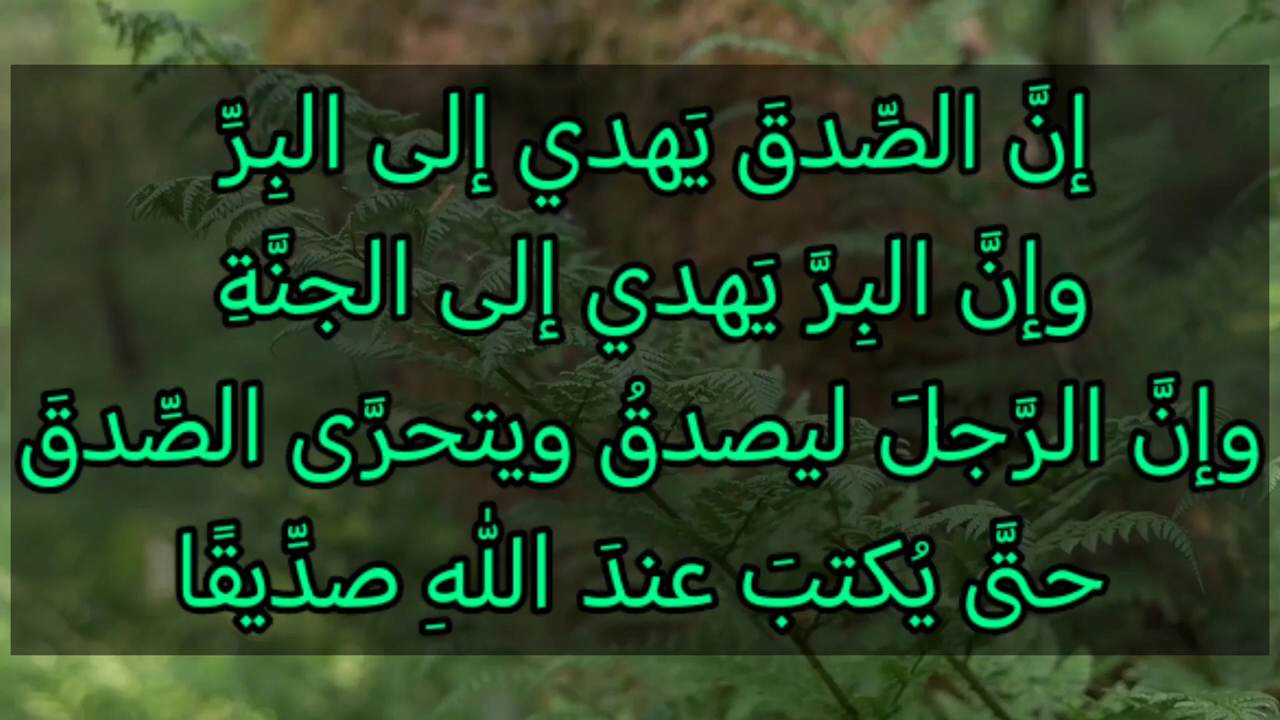 إنَّ الصِّدقَ يَهدي إلى البِرِّ
وإنَّ البِرَّ يَهدي إلى الجنَّةِ
وإنَّ الرَّجلَ ليصدقُ ويتحرَّى الصِّدقَ
حتَّى يُكتبَ عندَ اللّٰهِ صدِّيقًا